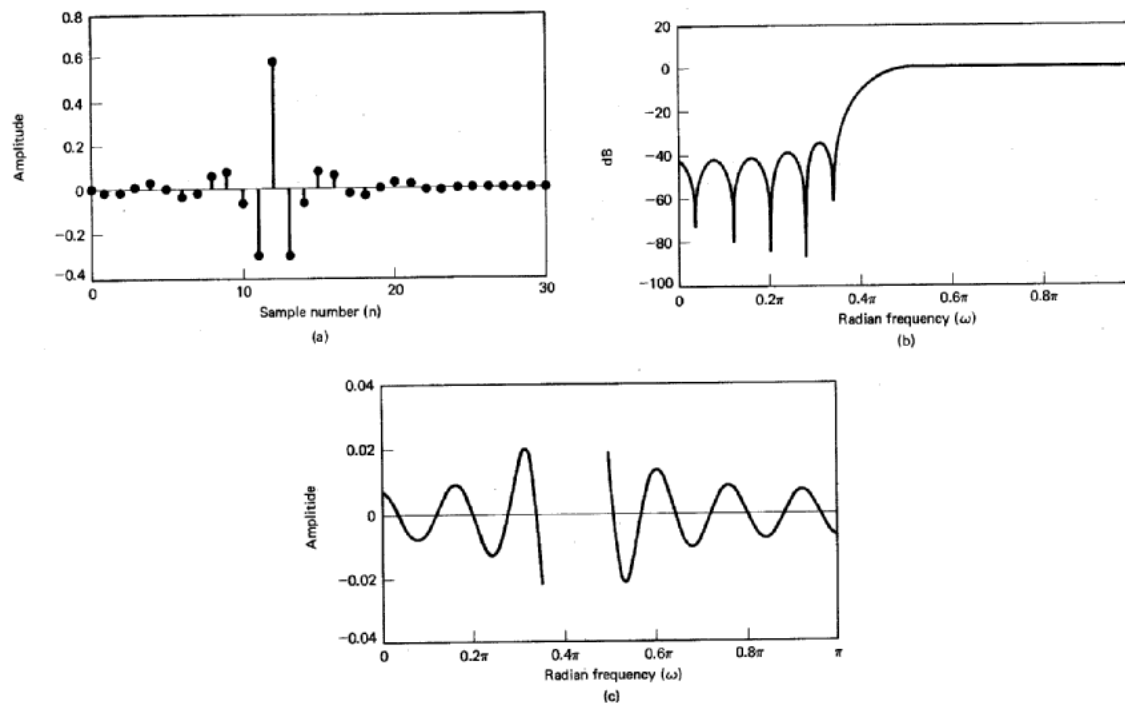 0.8
0.6
0.4
0.2
0
−0.2
−0.4
Amplitude
0 10 20 30
Sample number (n)
(a)
20
0
−20
−40
−60
−80
−100
dB
0 0.2π 0.4π 0.6π 0.8π
Radian frequency (ω)
(b)
0.04
0.02
0
−0.02
−0.04
Amplitide
0 0.2π 0.4π 0.6π 0.8π π
Radian frequency (ω)
(c)